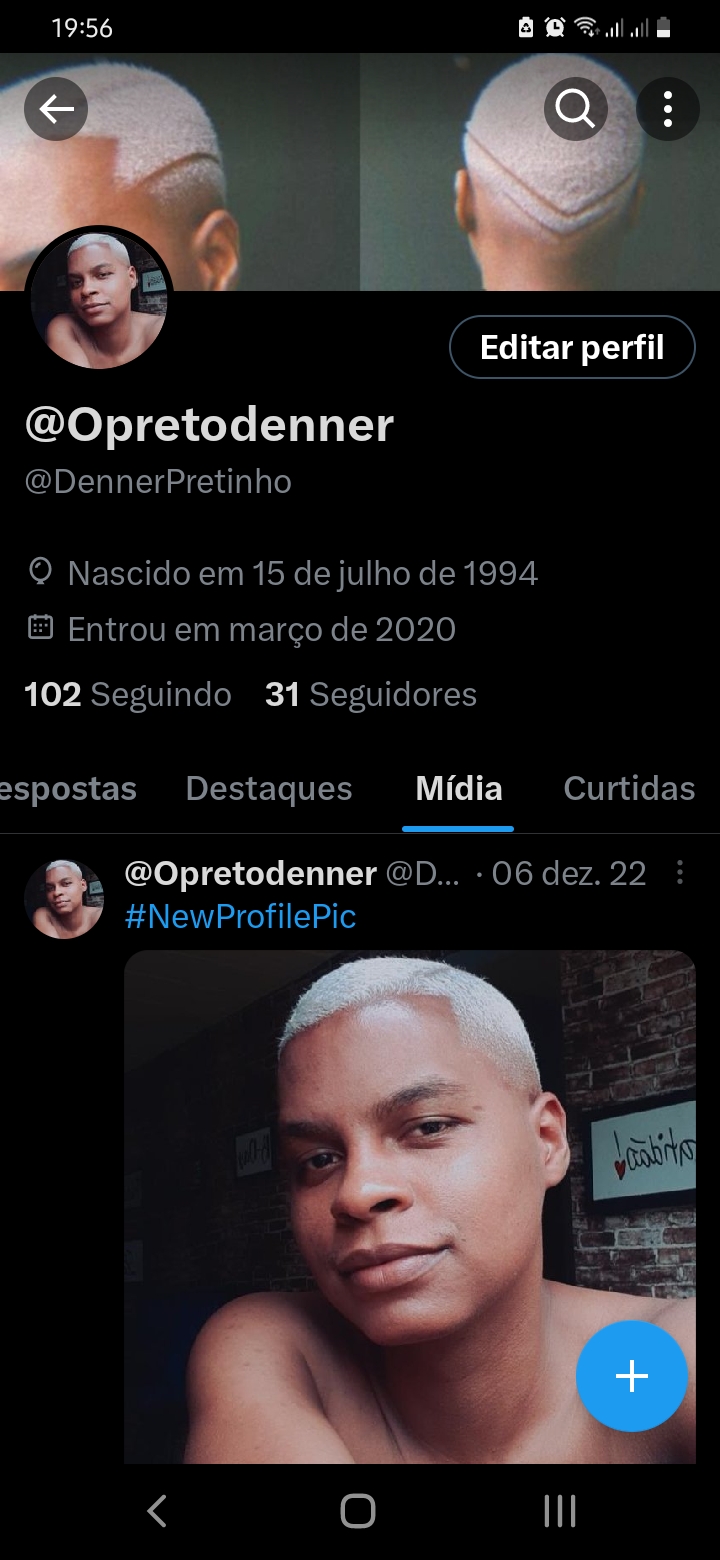 19:56
Editar perfil
@Opretodenner
@DennerPretinho
Nascido em 15 de julho de 1994
Entrou em março de 2020
102 Seguindo 31 Seguidores
espostas Destaques Mídia Curtidas
@Opretodenner @D... · 06 dez. 22
#NewProfilePic